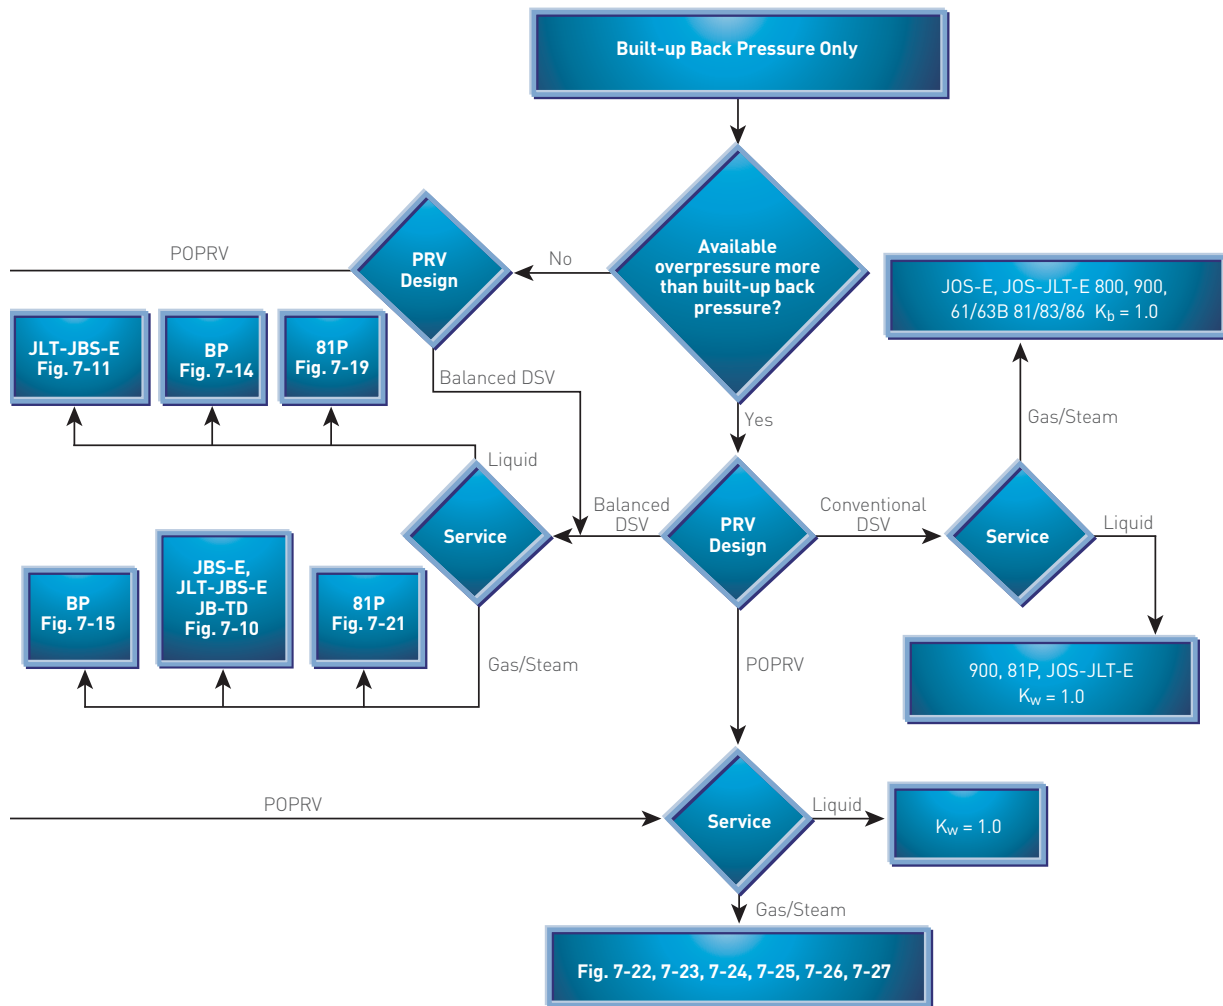 Built-up Back Pressure Only
Available
overpressure more
than built-up back
pressure?
No
PRV
Design
POPRV
Balanced DSV
JLT-JBS-E
Fig. 7-11
BP
Fig. 7-14
81P
Fig. 7-19
JOS-E, JOS-JLT-E 800, 900,
61/63B 81/83/86 Kb = 1.0
Gas/Steam
Yes
Liquid
Service
Balanced
DSV
PRV
Design
Conventional
DSV
Service
Liquid
BP
Fig. 7-15
JBS-E,
JLT-JBS-E
JB-TD
Fig. 7-10
81P
Fig. 7-21
Gas/Steam
POPRV
900, 81P, JOS-JLT-E
Kw = 1.0
POPRV
Service
Liquid
Kw = 1.0
Gas/Steam
Fig. 7-22, 7-23, 7-24, 7-25, 7-26, 7-27